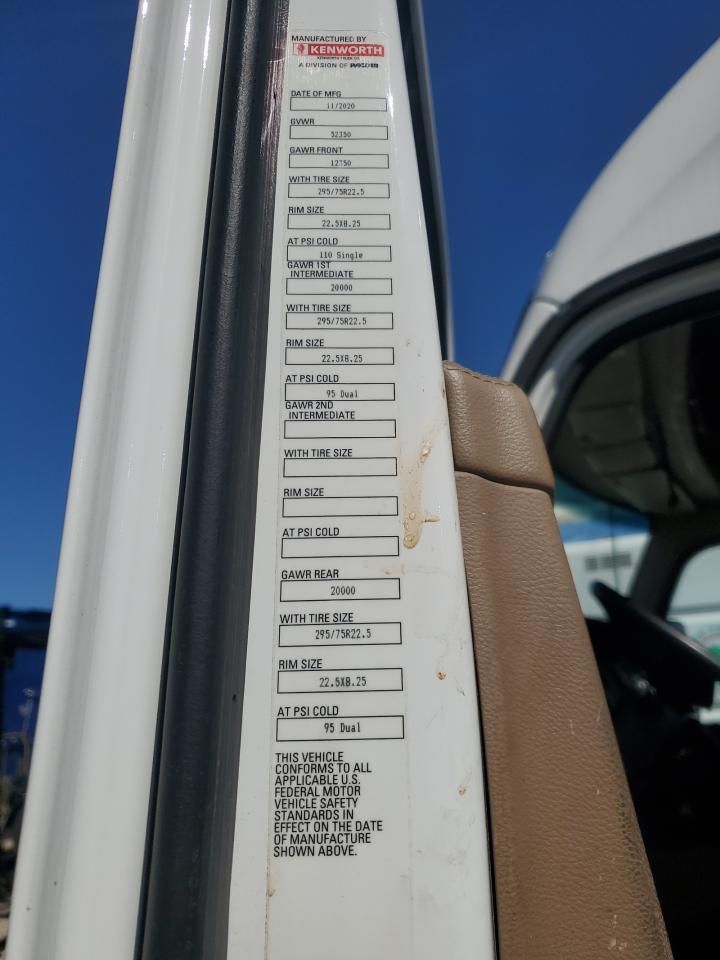 MANUFACTURED BY
KENWORTH
KENWORTH TRUCK CO.
A DIVISION OF PACCAR
DATE OF MFG
11/2020
GVWR
52350
GAWR FRONT
12350
WITH TIRE SIZE
295/75R22.5
RIM SIZE
22.5X8.25
AT PSI COLD
110 Single
GAWR 1ST
INTERMEDIATE
20000
WITH TIRE SIZE
295/75R22.5
RIM SIZE
22.5X8.25
AT PSI COLD
95 Dual
GAWR 2ND
INTERMEDIATE
WITH TIRE SIZE
RIM SIZE
AT PSI COLD
GAWR REAR
20000
WITH TIRE SIZE
295/75R22.5
RIM SIZE
22.5X8.25
AT PSI COLD
95 Dual
THIS VEHICLE
CONFORMS TO ALL
APPLICABLE U.S.
FEDERAL MOTOR
VEHICLE SAFETY
STANDARDS IN
EFFECT ON THE DATE
OF MANUFACTURE
SHOWN ABOVE.